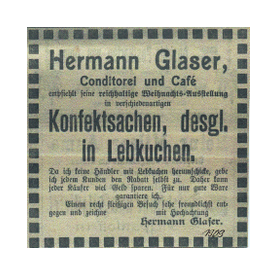 Hermann Glaser,
Conditorei und Café
empfiehlt seine reichhaltige Weihnachts-Ausstellung
in verschiedenartigen
Konfektsachen, desgl.
in Lebkuchen.
Da ich keine Händler mit Lebkuchen herumschicke, gebe
ich jedem Kunden den Rabatt selbst zu. Daher kann
jeder Käufer viel Geld sparen. Für nur gute Ware
garantiere ich.
Einem recht fleißigen Besuch sehe freundlichst ent-
gegen und zeichne mit Hochachtung
Hermann Glaser.
1909